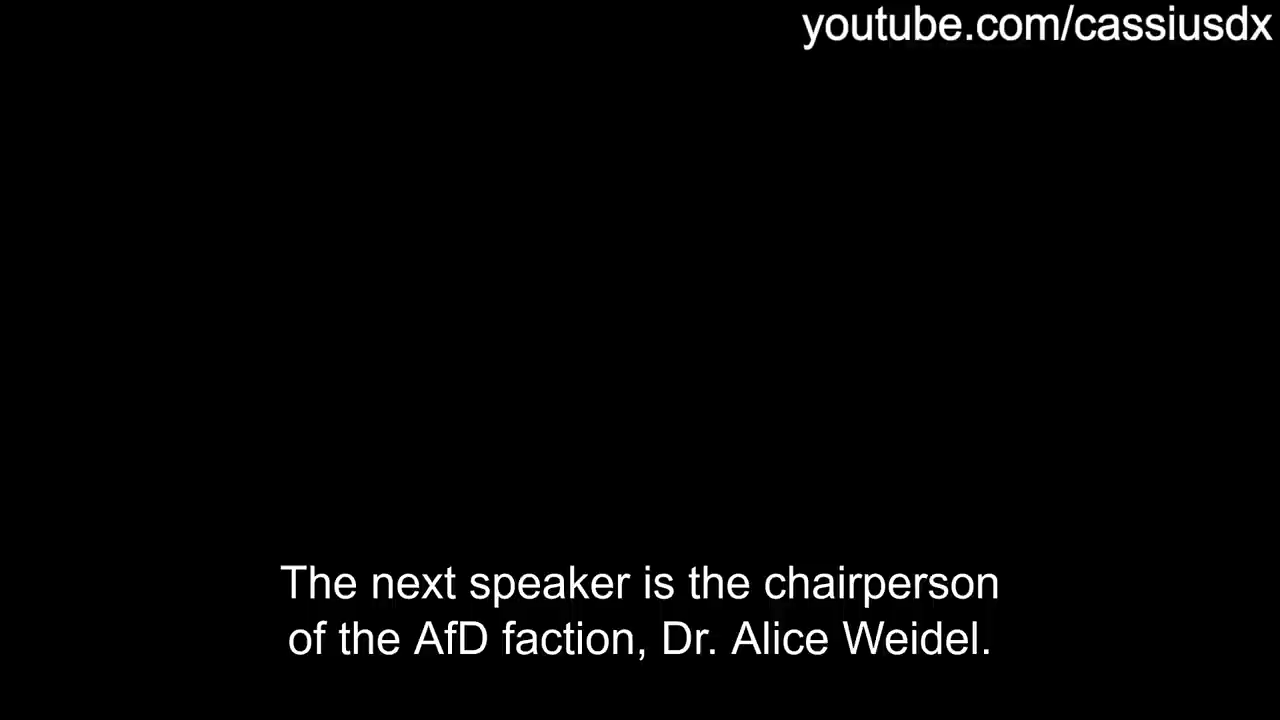 youtube.com/cassiusdx
The next speaker is the chairperson
of the AfD faction, Dr. Alice Weidel.